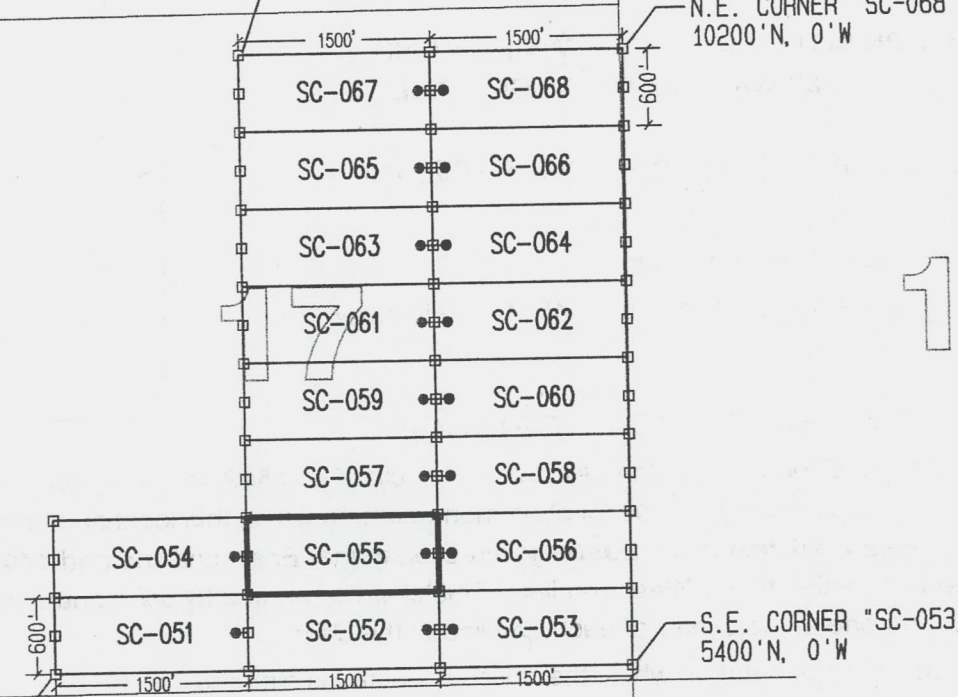 N.E. CORNER "SC-068
10200'N, 0'W
1500' 1500'
600'
SC-067 SC-068
SC-065 SC-066
SC-063 SC-064
17
1
SC-061 SC-062
SC-059 SC-060
SC-057 SC-058
SC-054 SC-055 SC-056
600'
SC-051 SC-052 SC-053
S.E. CORNER "SC-053
5400'N, 0'W
1500' 1500' 1500'